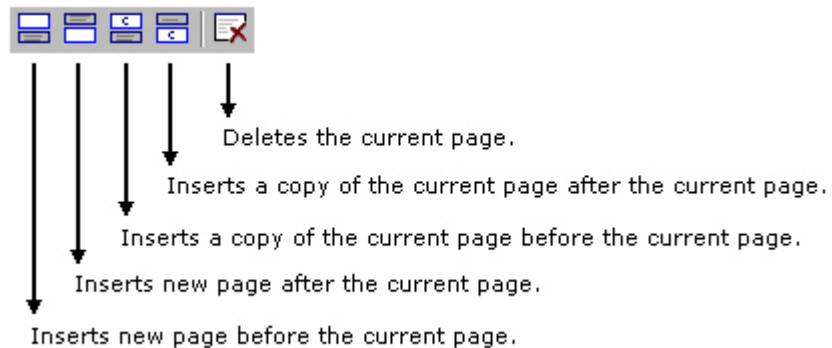 C
C
Deletes the current page.
Inserts a copy of the current page after the current page.
Inserts a copy of the current page before the current page.
Inserts new page after the current page.
Inserts new page before the current page.